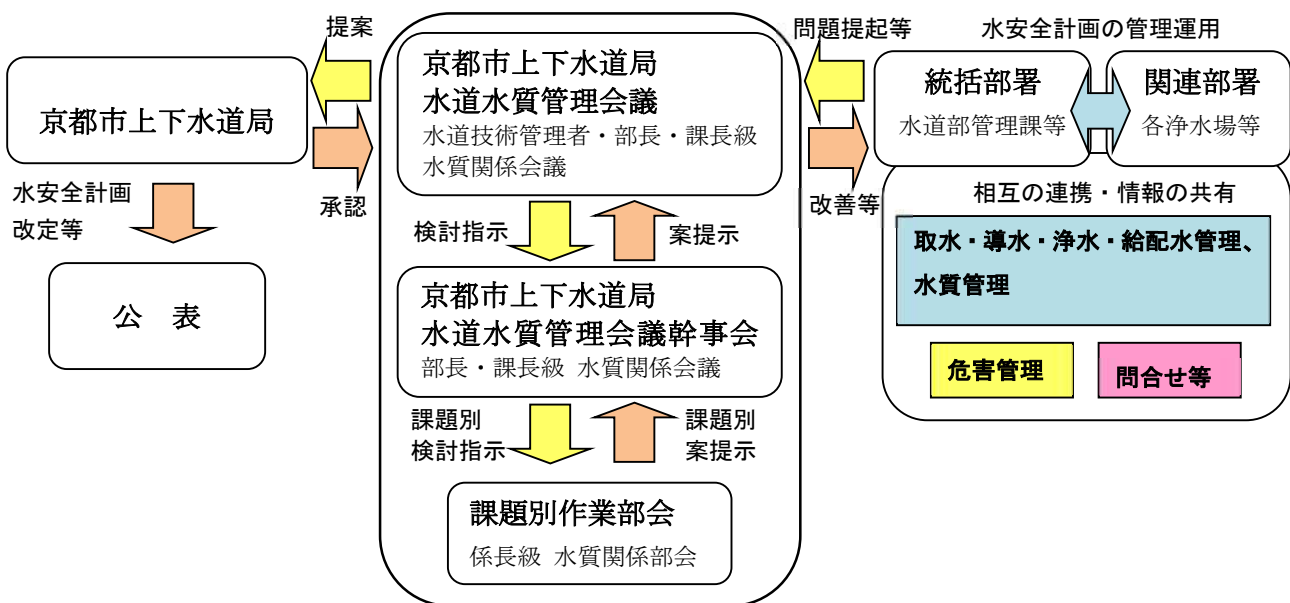 提案
京都市上下水道局
承認
水安全計画
改定等
公　表
京都市上下水道局
水道水質管理会議
水道技術管理者・部長・課長級
水質関係会議
検討指示
案提示
京都市上下水道局
水道水質管理会議幹事会
部長・課長級 水質関係会議
課題別
検討指示
課題別
案提示
課題別作業部会
係長級 水質関係部会
問題提起等
改善等
水安全計画の管理運用
統括部署
水道部管理課等
関連部署
各浄水場等
相互の連携・情報の共有
取水・導水・浄水・給配水管理、
水質管理
危害管理
問合せ等